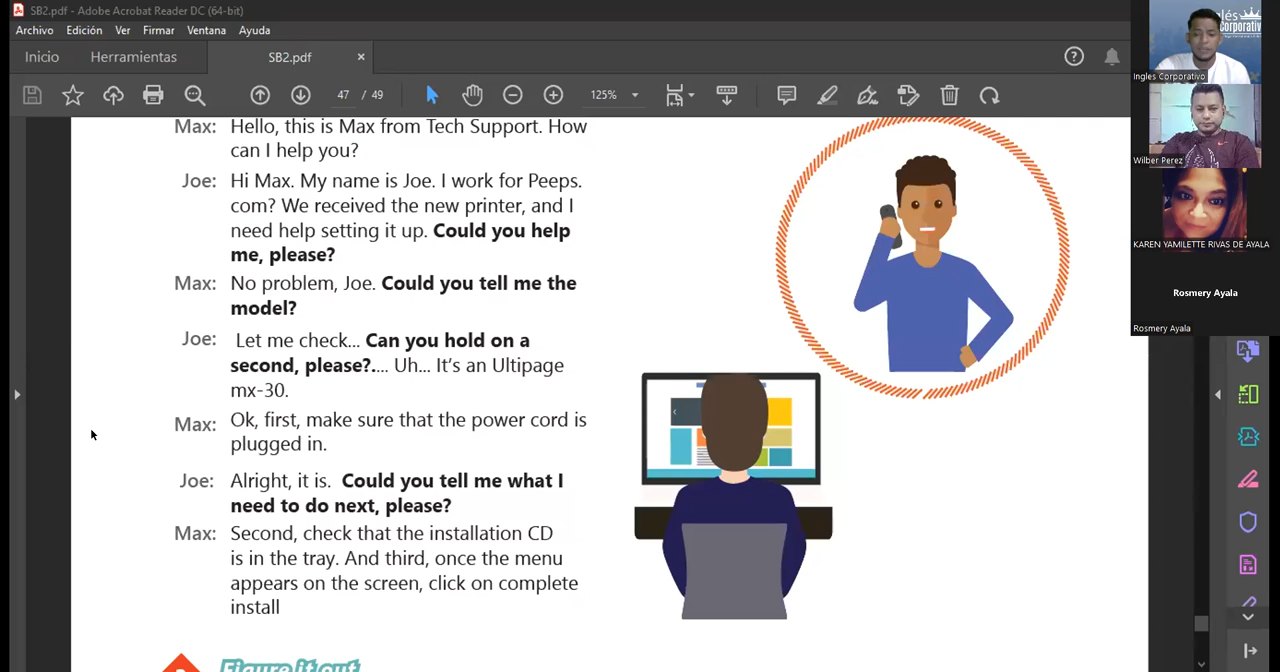 SB2.pdf - Adobe Acrobat Reader DC (64-bit)
Archivo Edición Ver Firmar Ventana Ayuda
Inicio Herramientas SB2.pdf ×
47 / 49 125%
Max: Hello, this is Max from Tech Support. How
can I help you?
Joe: Hi Max. My name is Joe. I work for Peeps.
com? We received the new printer, and I
need help setting it up. Could you help
me, please?
Max: No problem, Joe. Could you tell me the
model?
Joe: Let me check... Can you hold on a
second, please?.... Uh... It's an Ultipage
mx-30.
Max: Ok, first, make sure that the power cord is
plugged in.
Joe: Alright, it is. Could you tell me what I
need to do next, please?
Max: Second, check that the installation CD
is in the tray. And third, once the menu
appears on the screen, click on complete
install
Figure it out
Ingles Corporativo
Wilber Perez
KAREN YAMILETTE RIVAS DE AYALA
Rosmery Ayala
Rosmery Ayala